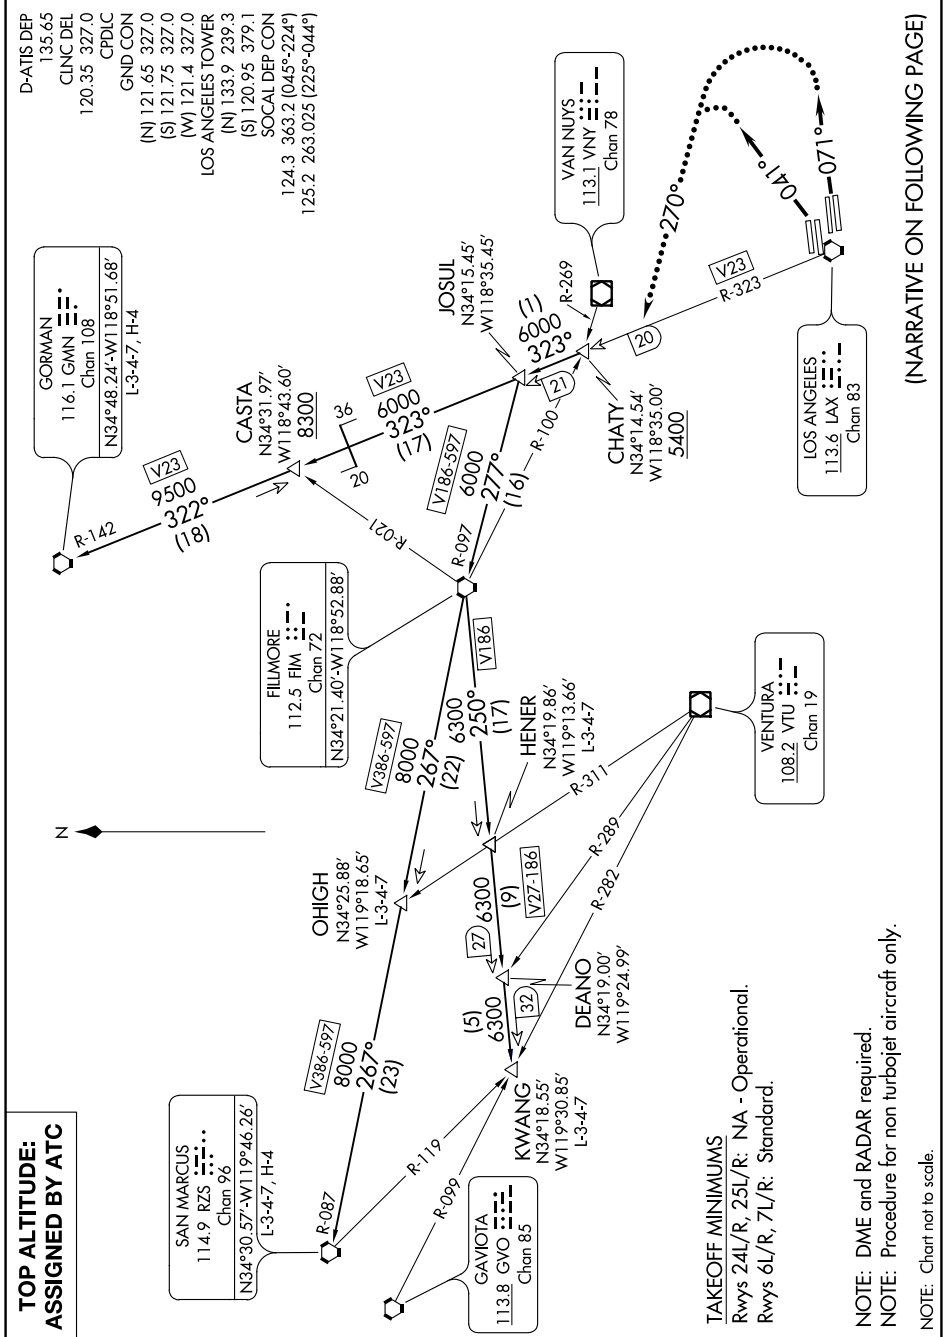 TOP ALTITUDE:
ASSIGNED BY ATC
D-ATIS DEP
135.65
CLNC DEL
120.35 327.0
CPDLC
GND CON
(N) 121.65 327.0
(S) 121.75 327.0
(W) 121.4 327.0
LOS ANGELES TOWER
(N) 133.9 239.3
(S) 120.95 379.1
SOCAL DEP CON
124.3 363.2 (045°-224°)
125.2 263.025 (225°-044°)
GORMAN
116.1 GMN
Chan 108
N34°48.24'-W118°51.68'
L-3-4-7, H-4
R-142
V23
9500
322°
(18)
CASTA
N34°31.97'
W118°43.60'
8300
36
20
V23
6000
323°
(17)
R-021
JOSUL
N34°15.45'
W118°35.45'
(1)
6000
323°
21
R-269
VAN NUYS
113.1 VNY
Chan 78
CHATY
N34°14.54'
W118°35.00'
5400
20
V23
R-323
270°
041°
071°
LOS ANGELES
113.6 LAX
Chan 83
V186-597
6000
277°
(16)
R-100
R-097
FILLMORE
112.5 FIM
Chan 72
N34°21.40'-W118°52.88'
V186
6300
250°
(17)
V386-597
8000
267°
(22)
N
OHIGH
N34°25.88'
W119°18.65'
L-3-4-7
HENER
N34°19.86'
W119°13.66'
L-3-4-7
R-311
R-289
R-282
VENTURA
108.2 VTU
Chan 19
6300
(9)
V27-186
27
DEANO
N34°19.00'
W119°24.99'
(5)
6300
32
KWANG
N34°18.55'
W119°30.85'
L-3-4-7
V386-597
8000
267°
(23)
SAN MARCUS
114.9 RZS
Chan 96
N34°30.57'-W119°46.26'
L-3-4-7, H-4
R-087
R-119
R-099
GAVIOTA
113.8 GVO
Chan 85
TAKEOFF MINIMUMS
Rwys 24L/R, 25L/R: NA - Operational.
Rwys 6L/R, 7L/R: Standard.
NOTE: DME and RADAR required.
NOTE: Procedure for non turbojet aircraft only.
NOTE: Chart not to scale.
(NARRATIVE ON FOLLOWING PAGE)